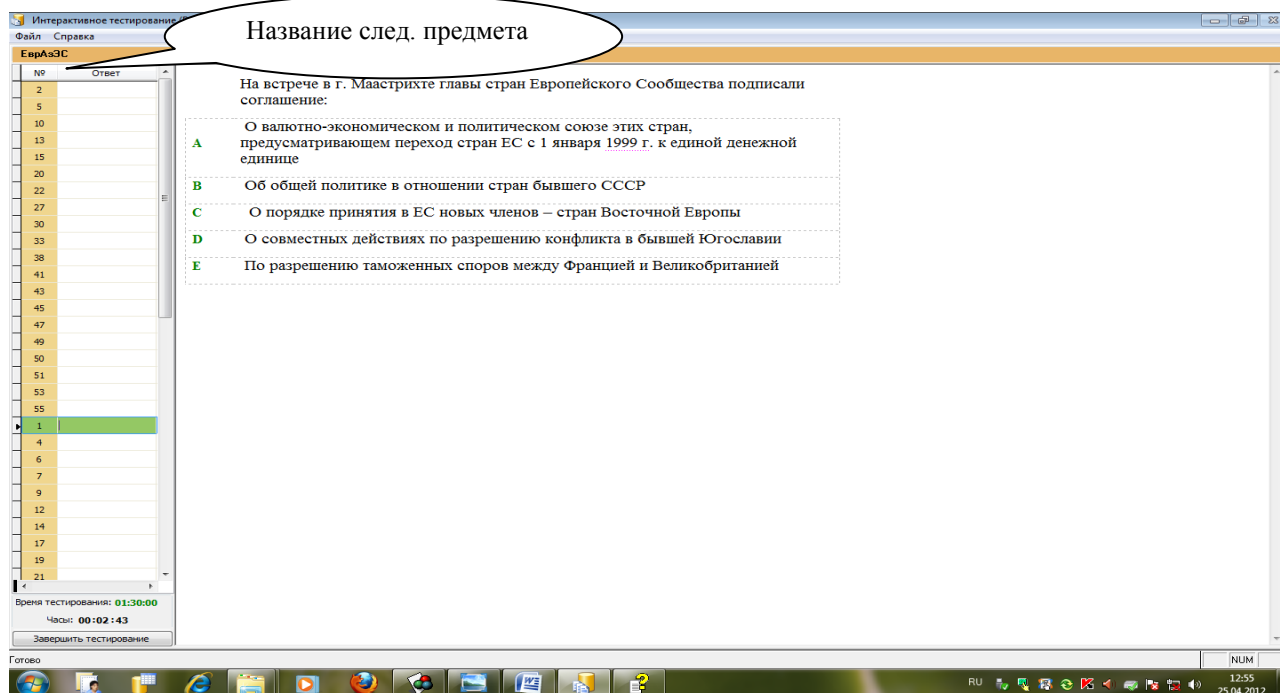 Интерактивное тестирование
Название след. предмета
Файл Справка
ЕврАзЭС
№ Ответ
2
5
10
13
15
20
22
27
30
33
38
41
43
45
47
49
50
51
53
55
1
4
6
7
9
12
14
17
19
21
На встрече в г. Маастрихте главы стран Европейского Сообщества подписали
соглашение:
A О валютно-экономическом и политическом союзе этих стран,
предусматривающем переход стран ЕС с 1 января 1999 г. к единой денежной
единице
B Об общей политике в отношении стран бывшего СССР
C О порядке принятия в ЕС новых членов – стран Восточной Европы
D О совместных действиях по разрешению конфликта в бывшей Югославии
E По разрешению таможенных споров между Францией и Великобританией
Время тестирования: 01:30:00
Часы: 00:02:43
Завершить тестирование
Готово
NUM
RU
12:55
25.04.2012